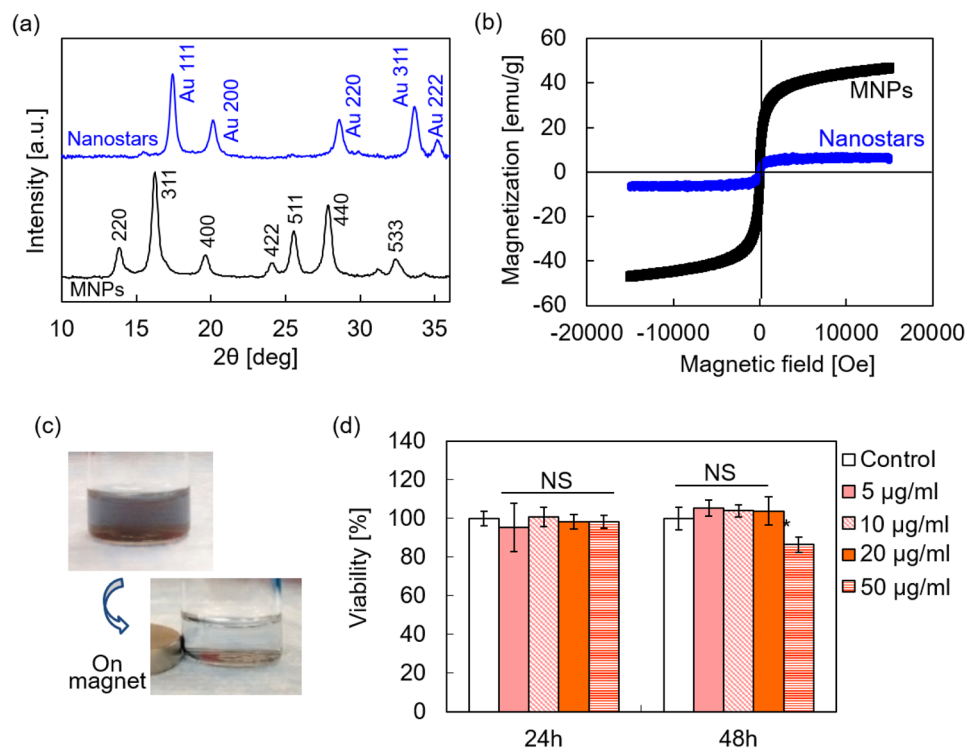 (a)
Intensity [a.u.]
Nanostars
Au 111
Au 200
Au 220
Au 311
Au 222
220
311
400
422
511
440
533
MNPs
10 15 20 25 30 35
2θ [deg]
(b)
Magnetization [emu/g]
60
40
20
0
-20
-40
-60
MNPs
Nanostars
-20000 -10000 0 10000 20000
Magnetic field [Oe]
(c)
On
magnet
(d)
Viability [%]
140
120
100
80
60
40
20
0
NS
NS
*
24h 48h
Control
5 μg/ml
10 μg/ml
20 μg/ml
50 μg/ml